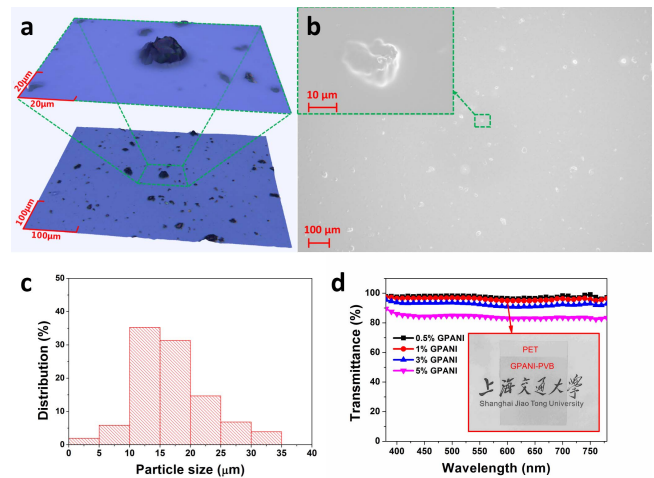 a
20μm
20μm
100μm
100μm
b
10 μm
100 μm
c
Distribution (%)
50
40
30
20
10
0
0 5 10 15 20 25 30 35 40
Particle size (μm)
d
Transmittance (%)
100
80
60
40
20
0
0.5% GPANI
1% GPANI
3% GPANI
5% GPANI
PET
GPANI-PVB
上海交通大學
Shanghai Jiao Tong University
400 450 500 550 600 650 700 750
Wavelength (nm)